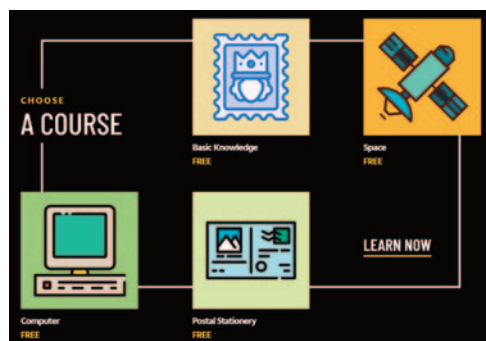 CHOOSE
A COURSE
Basic Knowledge
FREE
Space
FREE
Computer
FREE
Postal Stationery
FREE
LEARN NOW